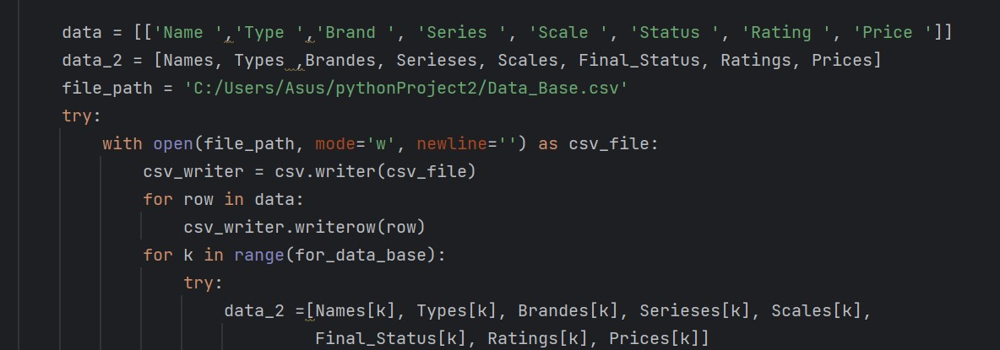 data = [['Name ','Type ','Brand ', 'Series ', 'Scale ', 'Status ', 'Rating ', 'Price ']]
data_2 = [Names, Types ,Brandes, Serieses, Scales, Final_Status, Ratings, Prices]
file_path = 'C:/Users/Asus/pythonProject2/Data_Base.csv'
try:
    with open(file_path, mode='w', newline='') as csv_file:
        csv_writer = csv.writer(csv_file)
        for row in data:
            csv_writer.writerow(row)
        for k in range(for_data_base):
            try:
                data_2 =[Names[k], Types[k], Brandes[k], Serieses[k], Scales[k],
                         Final_Status[k], Ratings[k], Prices[k]]